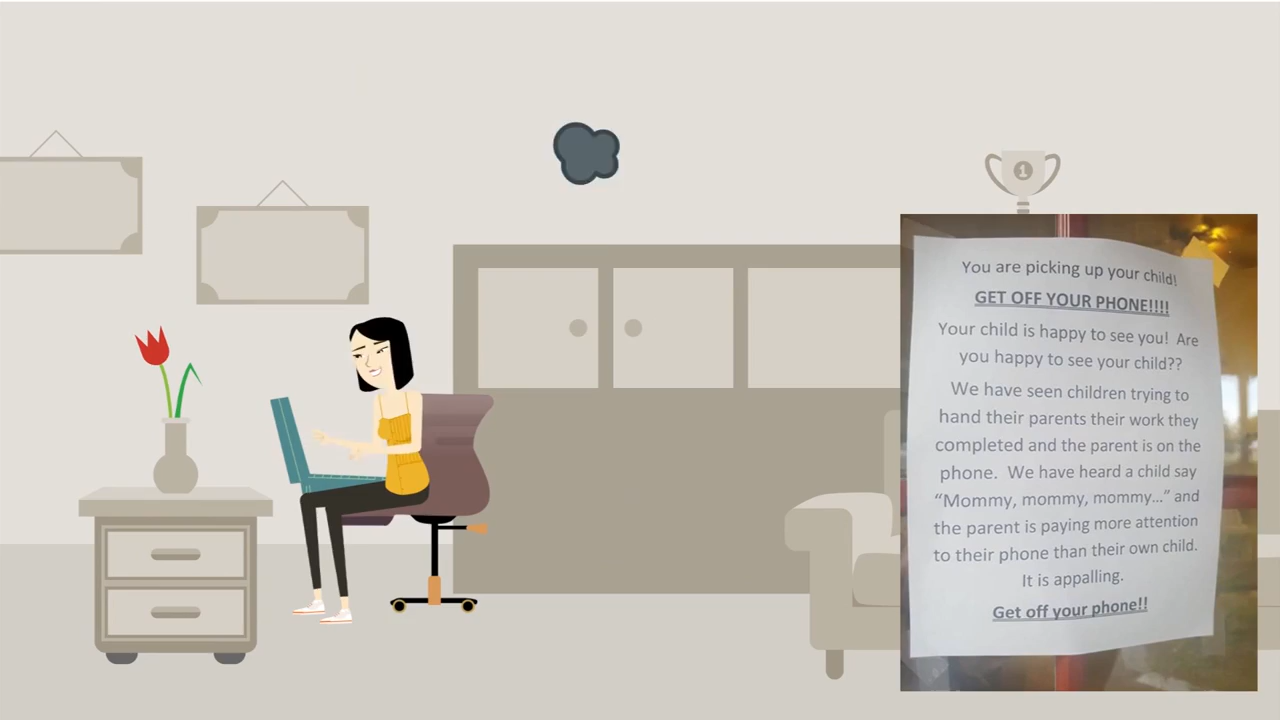 1
You are picking up your child!
GET OFF YOUR PHONE!!!!
Your child is happy to see you! Are
you happy to see your child??
We have seen children trying to
hand their parents their work they
completed and the parent is on the
phone. We have heard a child say
“Mommy, mommy, mommy…” and
the parent is paying more attention
to their phone than their own child.
It is appalling.
Get off your phone!!